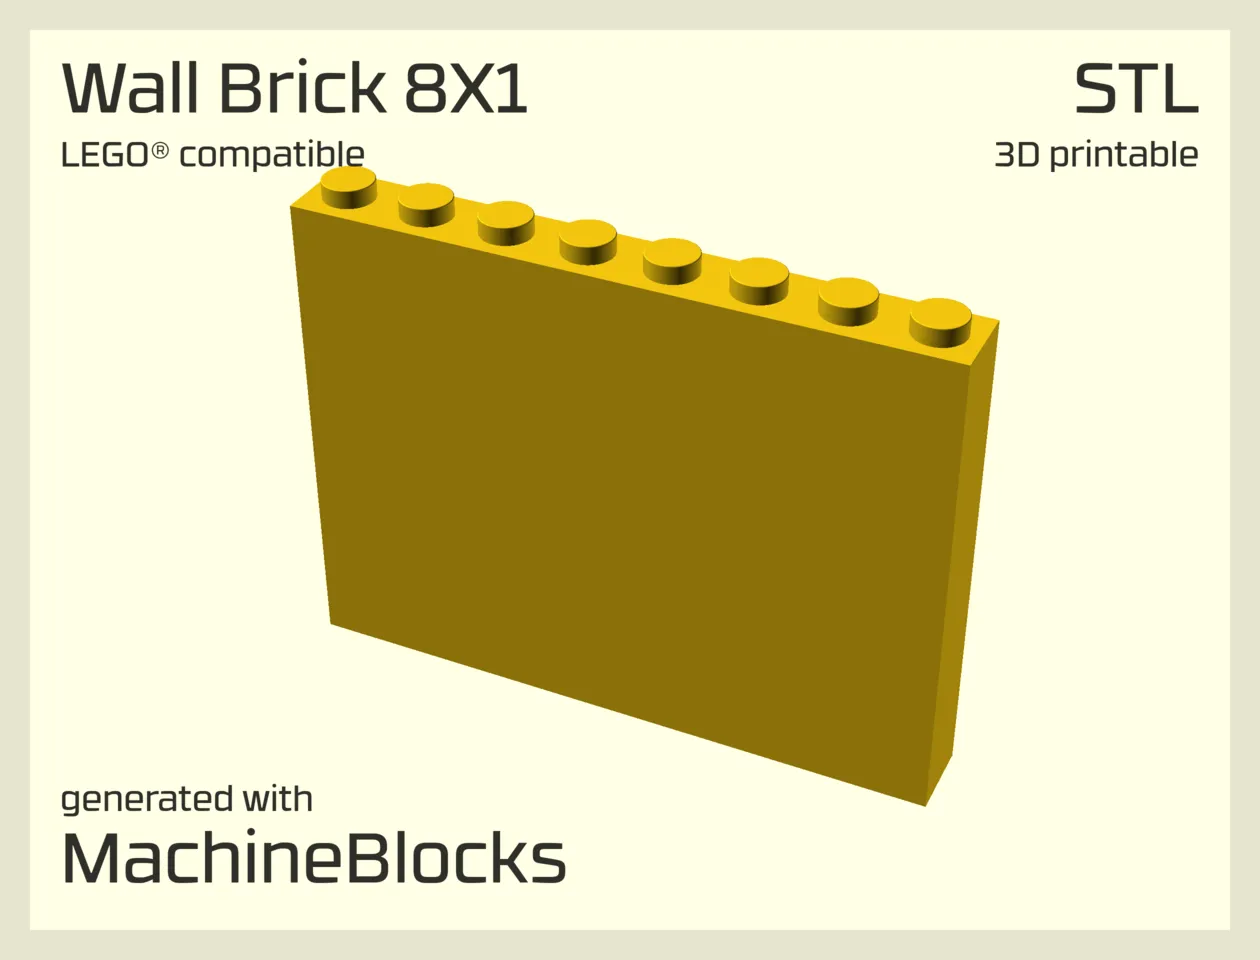 Wall Brick 8X1
STL
LEGO® compatible
3D printable
generated with
MachineBlocks